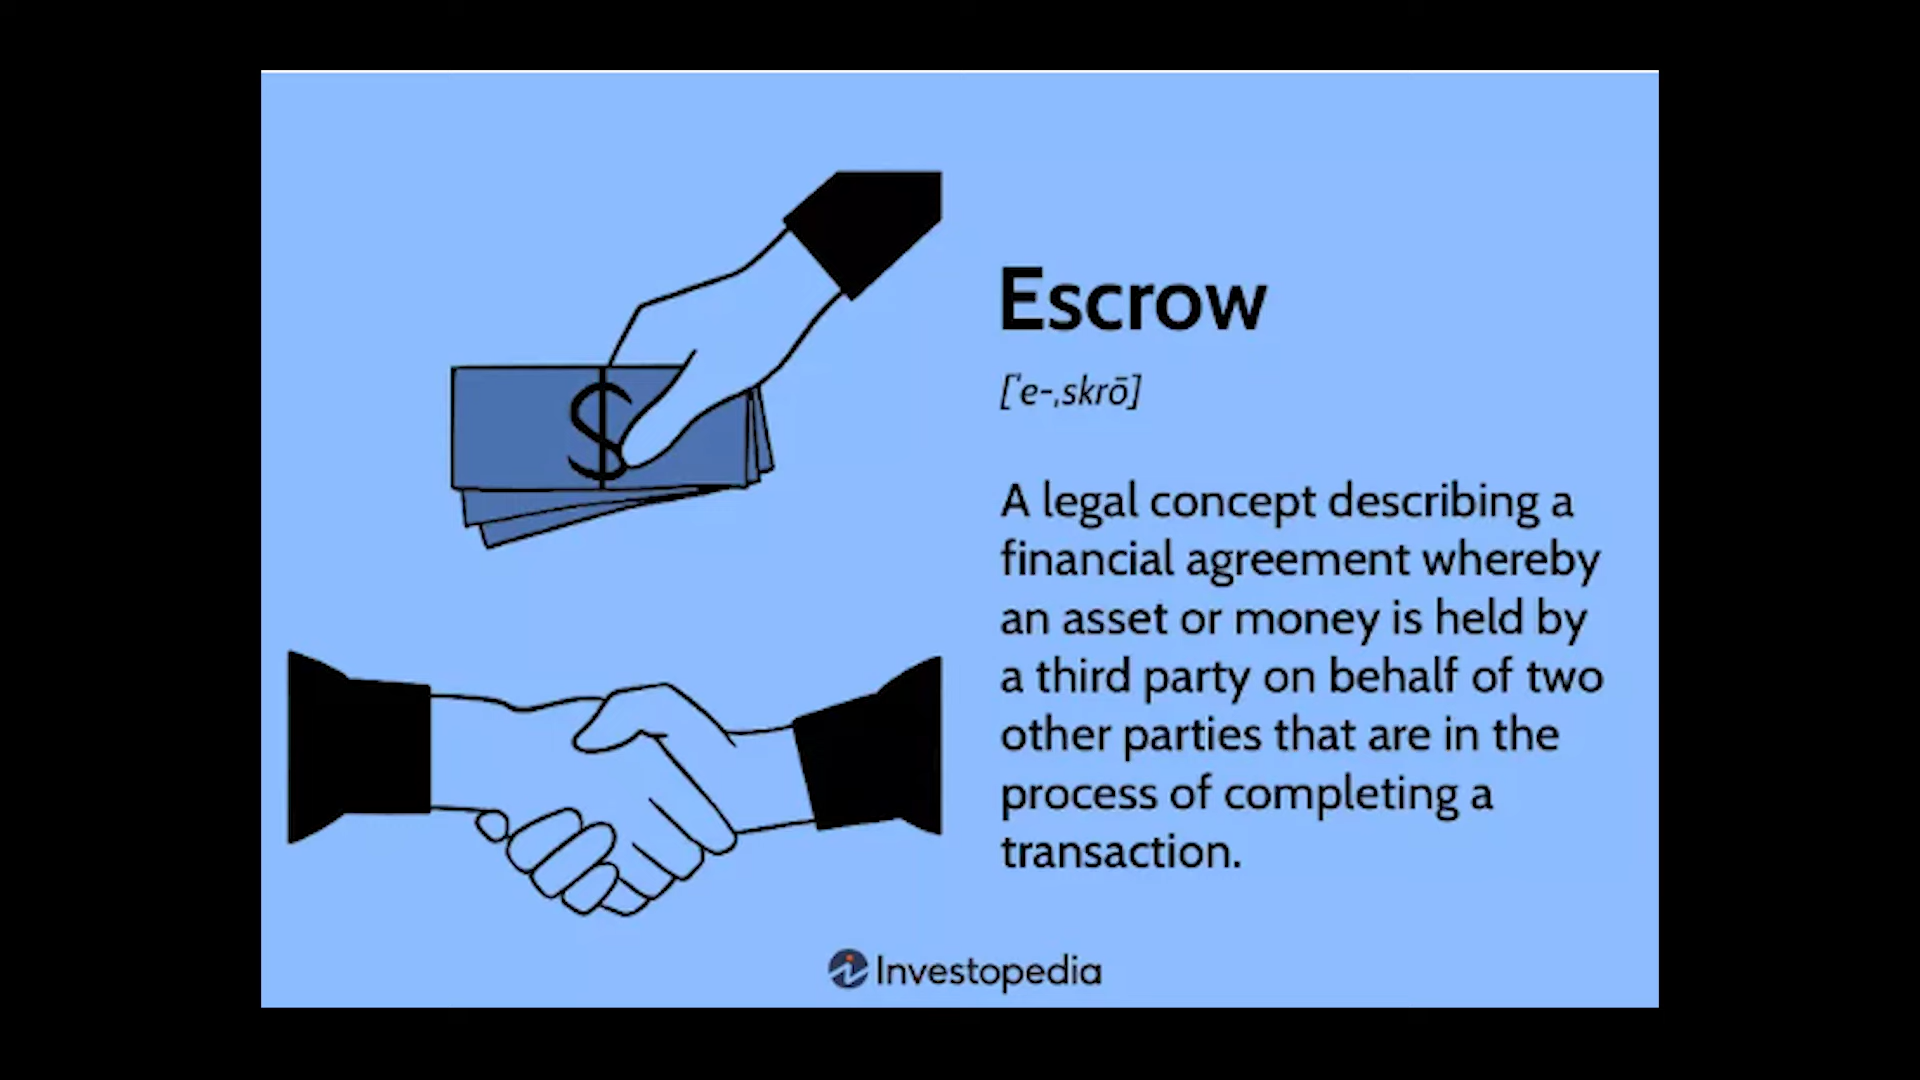 Escrow
['e-,skrō]
A legal concept describing a
financial agreement whereby
an asset or money is held by
a third party on behalf of two
other parties that are in the
process of completing a
transaction.
$
Investopedia